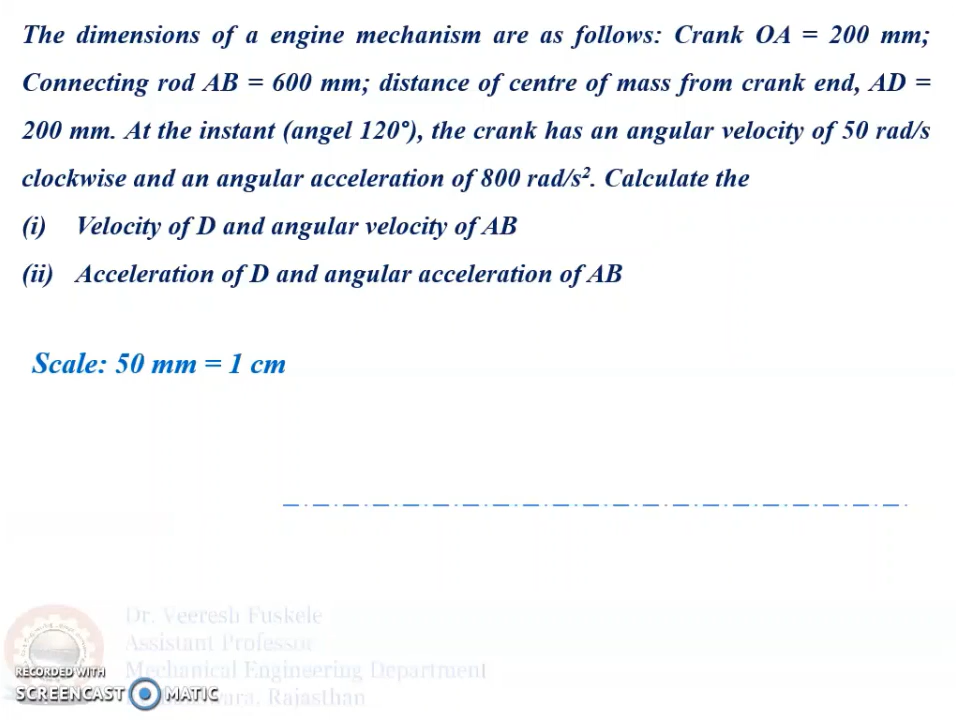 The dimensions of a engine mechanism are as follows: Crank OA = 200 mm;
Connecting rod AB = 600 mm; distance of centre of mass from crank end, AD =
200 mm. At the instant (angel 120°), the crank has an angular velocity of 50 rad/s
clockwise and an angular acceleration of 800 rad/s². Calculate the
(i) Velocity of D and angular velocity of AB
(ii) Acceleration of D and angular acceleration of AB
Scale: 50 mm = 1 cm
Dr. Veeresh Fuskele
Assistant Professor
Mechanical Engineering Department
RECORDED WITH
SCREENCAST MATIC
Rajasthan